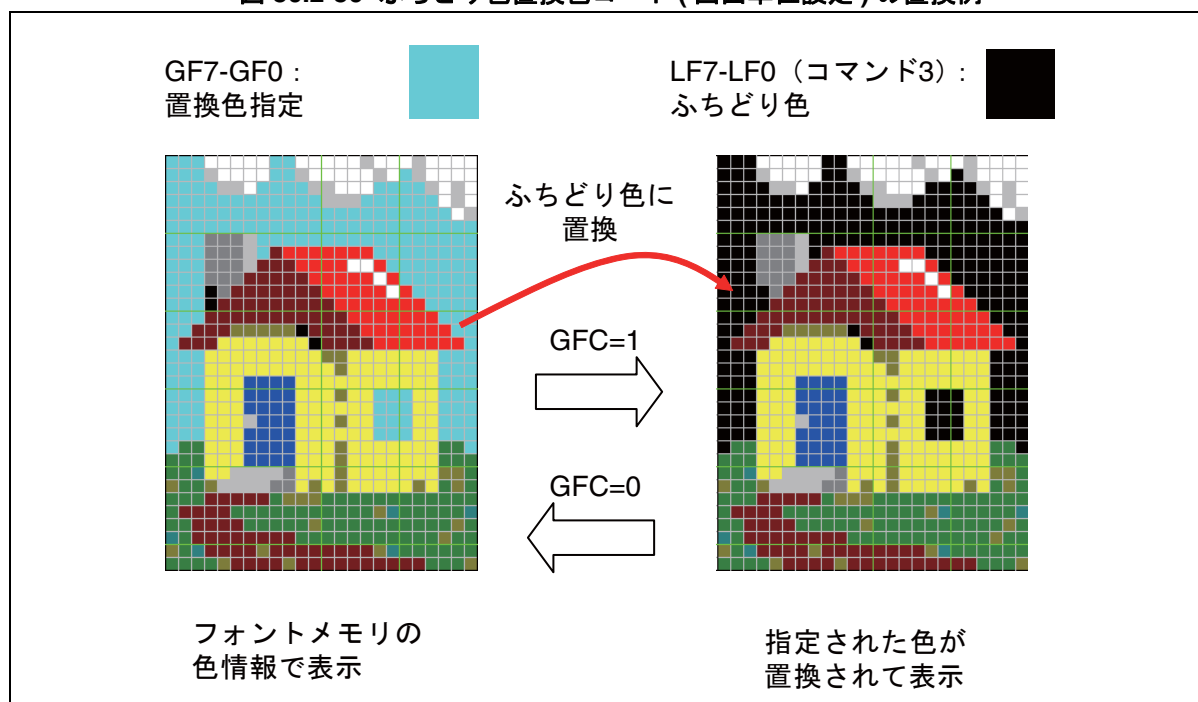 GF7-GF0：
置換色指定
LF7-LF0（コマンド3）：
ふちどり色
ふちどり色に
置換
GFC=1
GFC=0
フォントメモリの
色情報で表示
指定された色が
置換されて表示